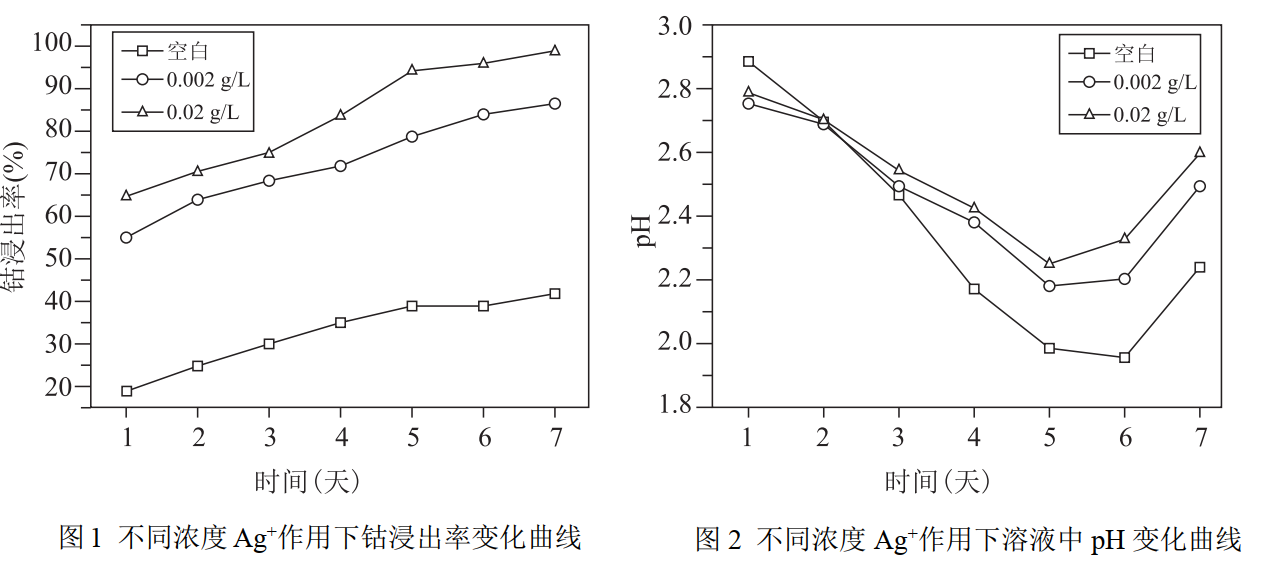 100
90
80
70
60
50
40
30
20
钴浸出率(%)
空白
0.002 g/L
0.02 g/L
1 2 3 4 5 6 7
时间(天)
图1 不同浓度 Ag⁺作用下钴浸出率变化曲线
3.0
2.8
2.6
2.4
2.2
2.0
1.8
pH
空白
0.002 g/L
0.02 g/L
1 2 3 4 5 6 7
时间(天)
图2 不同浓度 Ag⁺作用下溶液中 pH 变化曲线